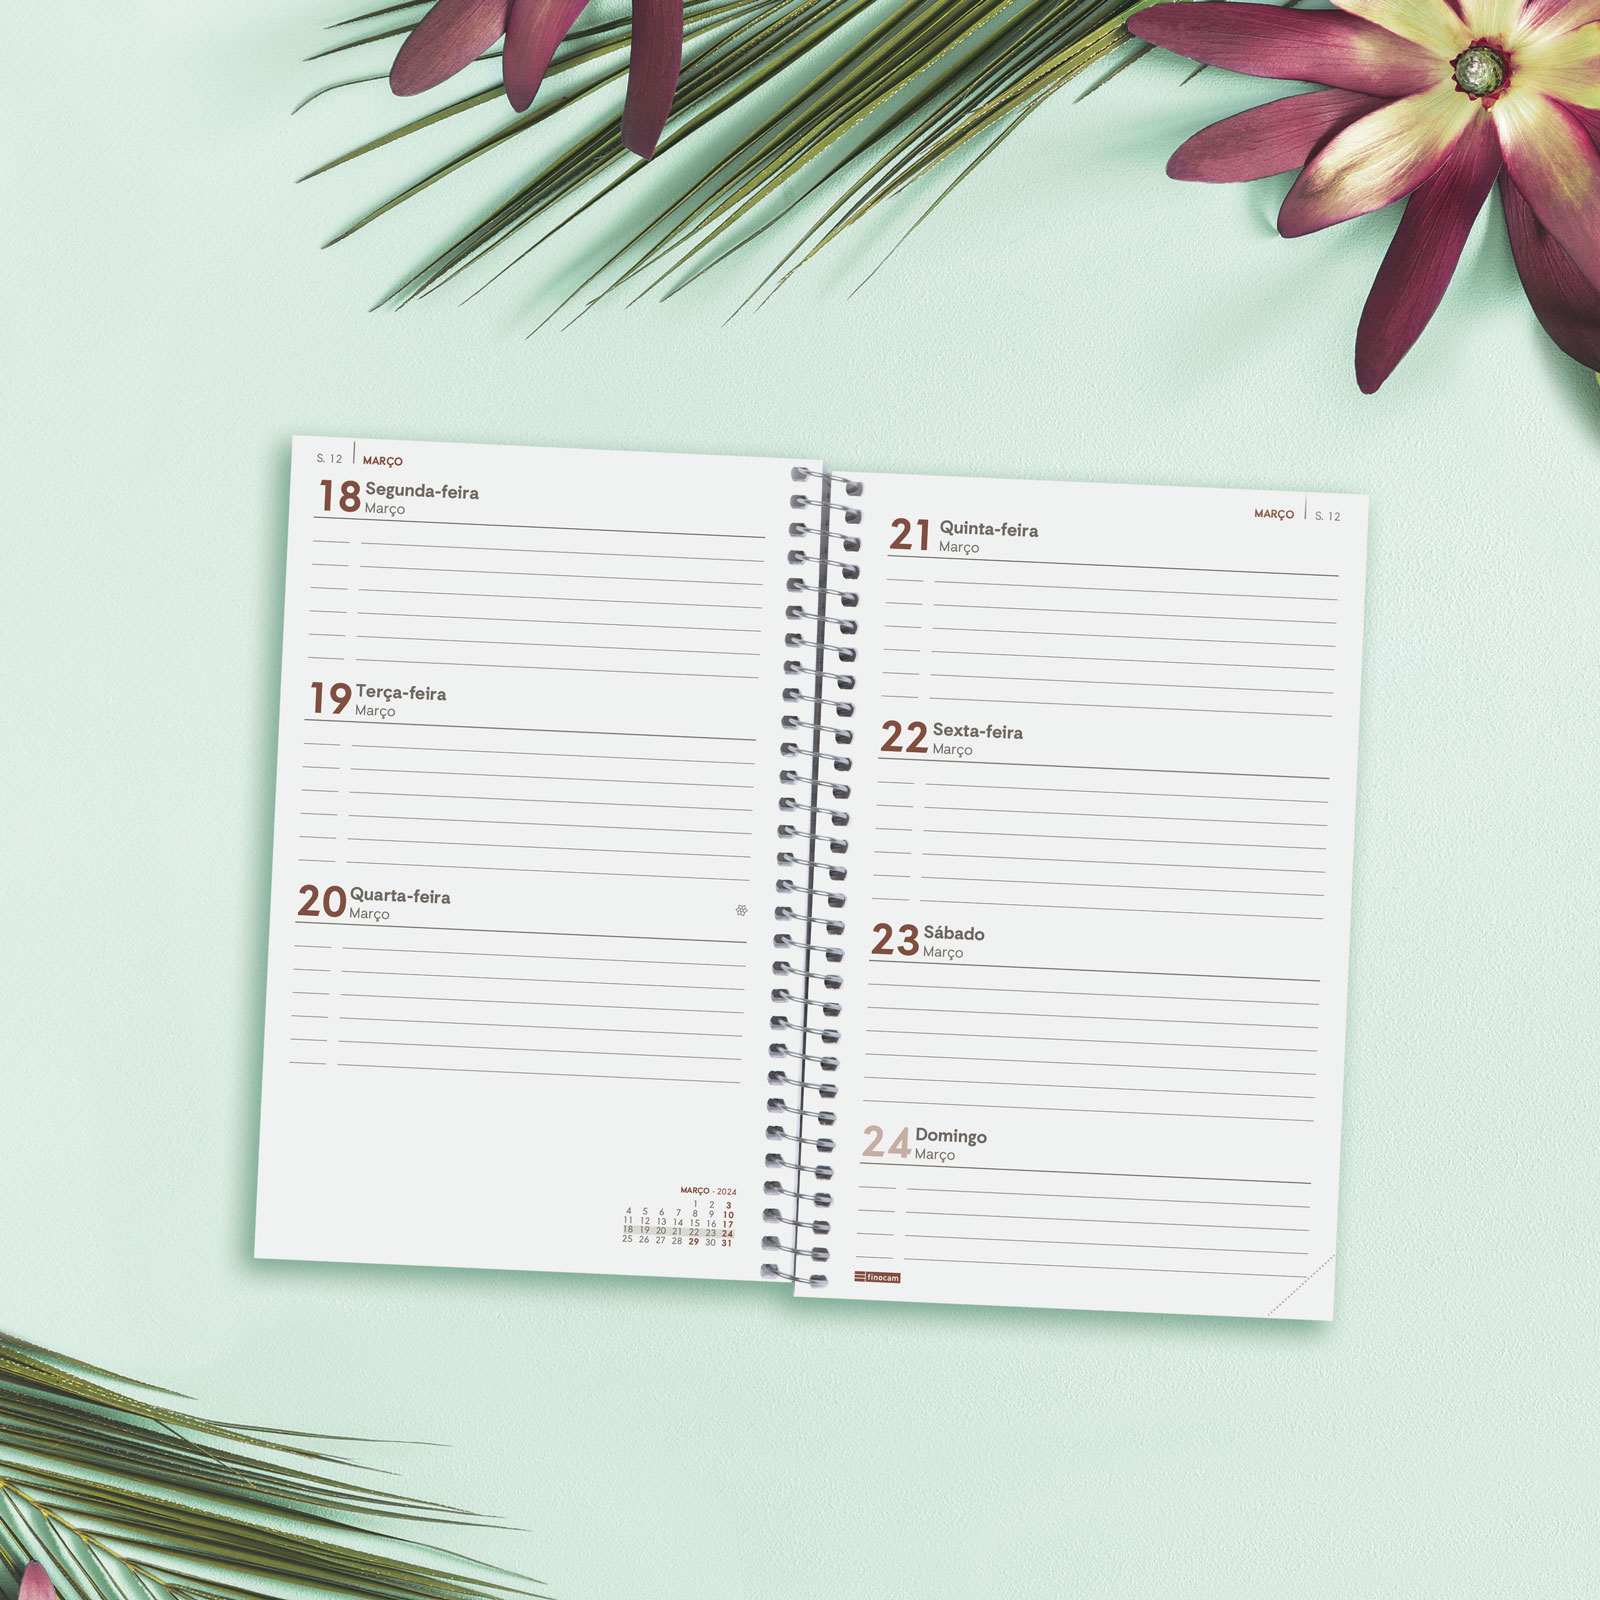 S. 12 MARÇO
18 Segunda-feira
Março
19 Terça-feira
Março
20 Quarta-feira
Março
MARÇO - 2024
1 2 3
4 5 6 7 8 9 10
11 12 13 14 15 16 17
18 19 20 21 22 23 24
25 26 27 28 29 30 31
MARÇO S. 12
21 Quinta-feira
Março
22 Sexta-feira
Março
23 Sábado
Março
24 Domingo
Março
finocam